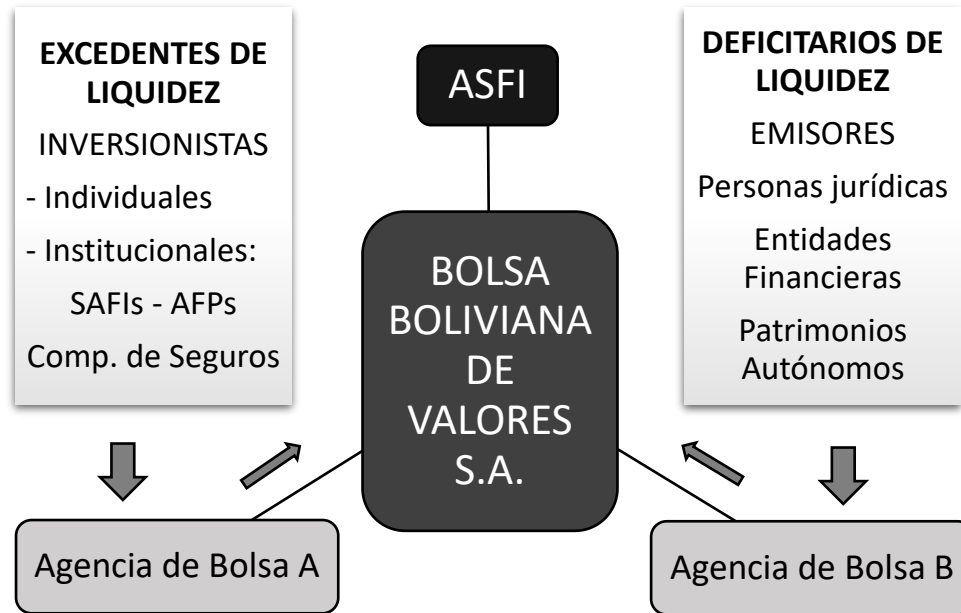 EXCEDENTES DE
LIQUIDEZ
INVERSIONISTAS
- Individuales
- Institucionales:
SAFIs - AFPs
Comp. de Seguros
ASFI
BOLSA
BOLIVIANA
DE
VALORES
S.A.
DEFICITARIOS DE
LIQUIDEZ
EMISORES
Personas jurídicas
Entidades
Financieras
Patrimonios
Autónomos
Agencia de Bolsa A
Agencia de Bolsa B